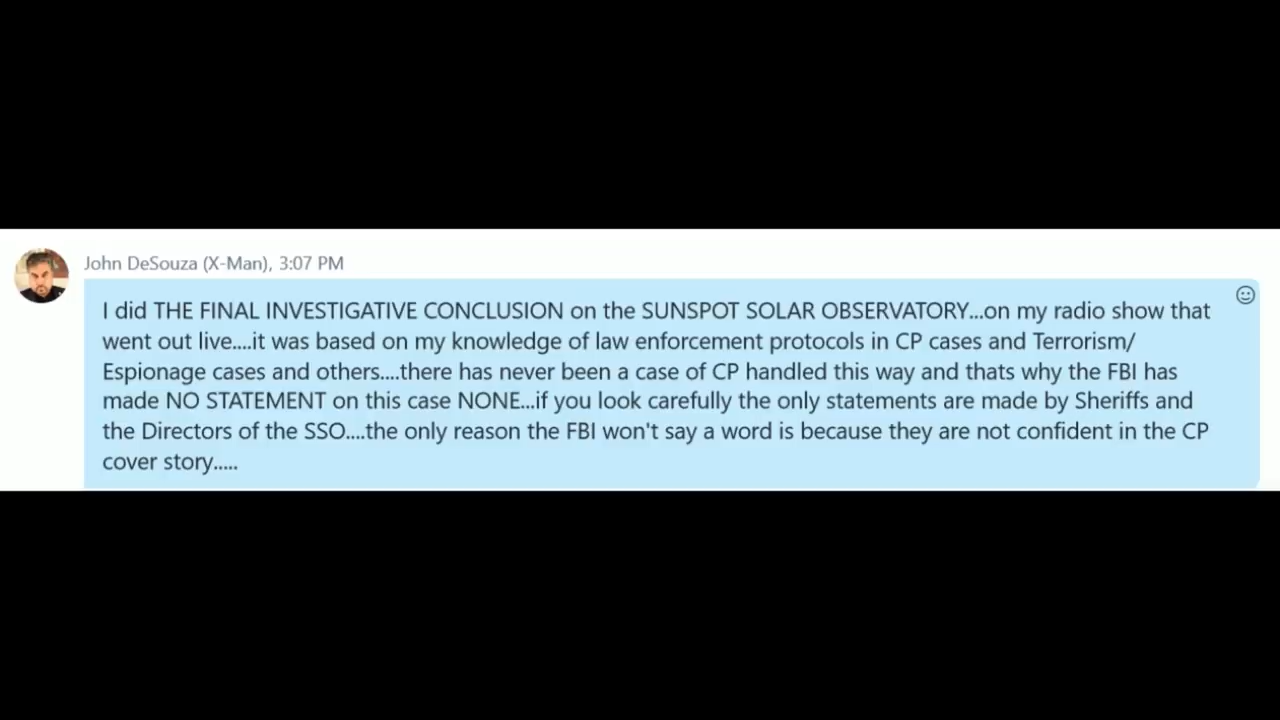 John DeSouza (X-Man), 3:07 PM
I did THE FINAL INVESTIGATIVE CONCLUSION on the SUNSPOT SOLAR OBSERVATORY...on my radio show that
went out live....it was based on my knowledge of law enforcement protocols in CP cases and Terrorism/
Espionage cases and others....there has never been a case of CP handled this way and thats why the FBI has
made NO STATEMENT on this case NONE...if you look carefully the only statements are made by Sheriffs and
the Directors of the SSO....the only reason the FBI won't say a word is because they are not confident in the CP
cover story.....